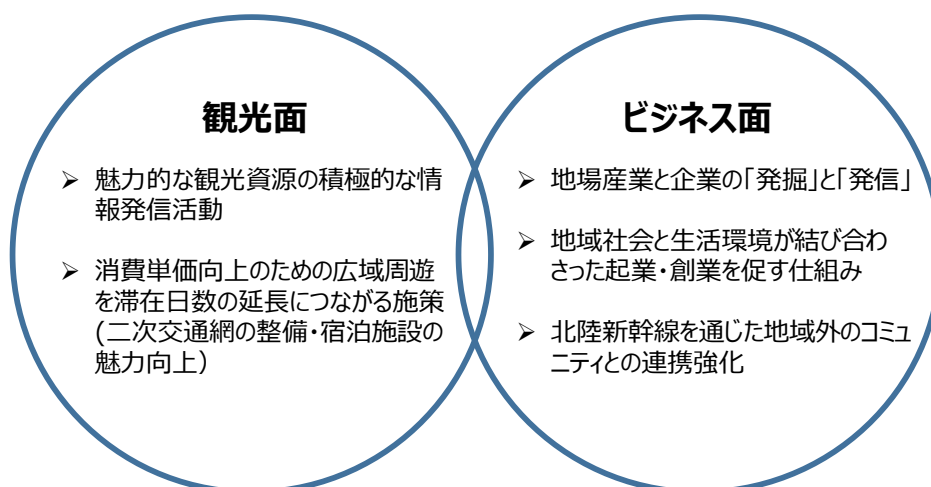 観光面
➢ 魅力的な観光資源の積極的な情
報発信活動
➢ 消費単価向上のための広域周遊
を滞在日数の延長につながる施策
(二次交通網の整備・宿泊施設の
魅力向上)
ビジネス面
➢ 地場産業と企業の「発掘」と「発信」
➢ 地域社会と生活環境が結び合わ
さった起業・創業を促す仕組み
➢ 北陸新幹線を通じた地域外のコミュ
ニティとの連携強化